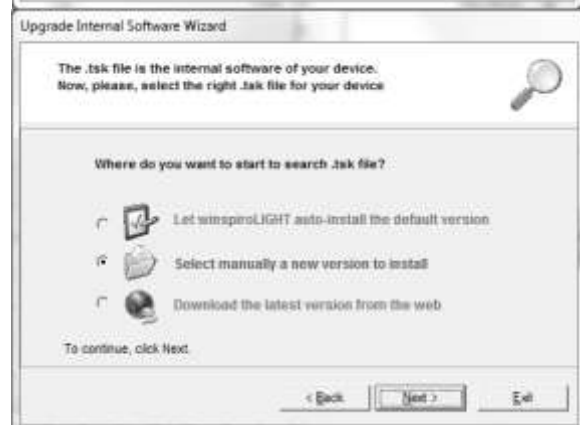 Upgrade Internal Software Wizard
The .tsk file is the internal software of your device.
Now, please, select the right .tsk file for your device
Where do you want to start to search .tsk file?
Let winspiroLIGHT auto-install the default version
Select manually a new version to install
Download the latest version from the web
To continue, click Next.
< Back
Next >
Exit